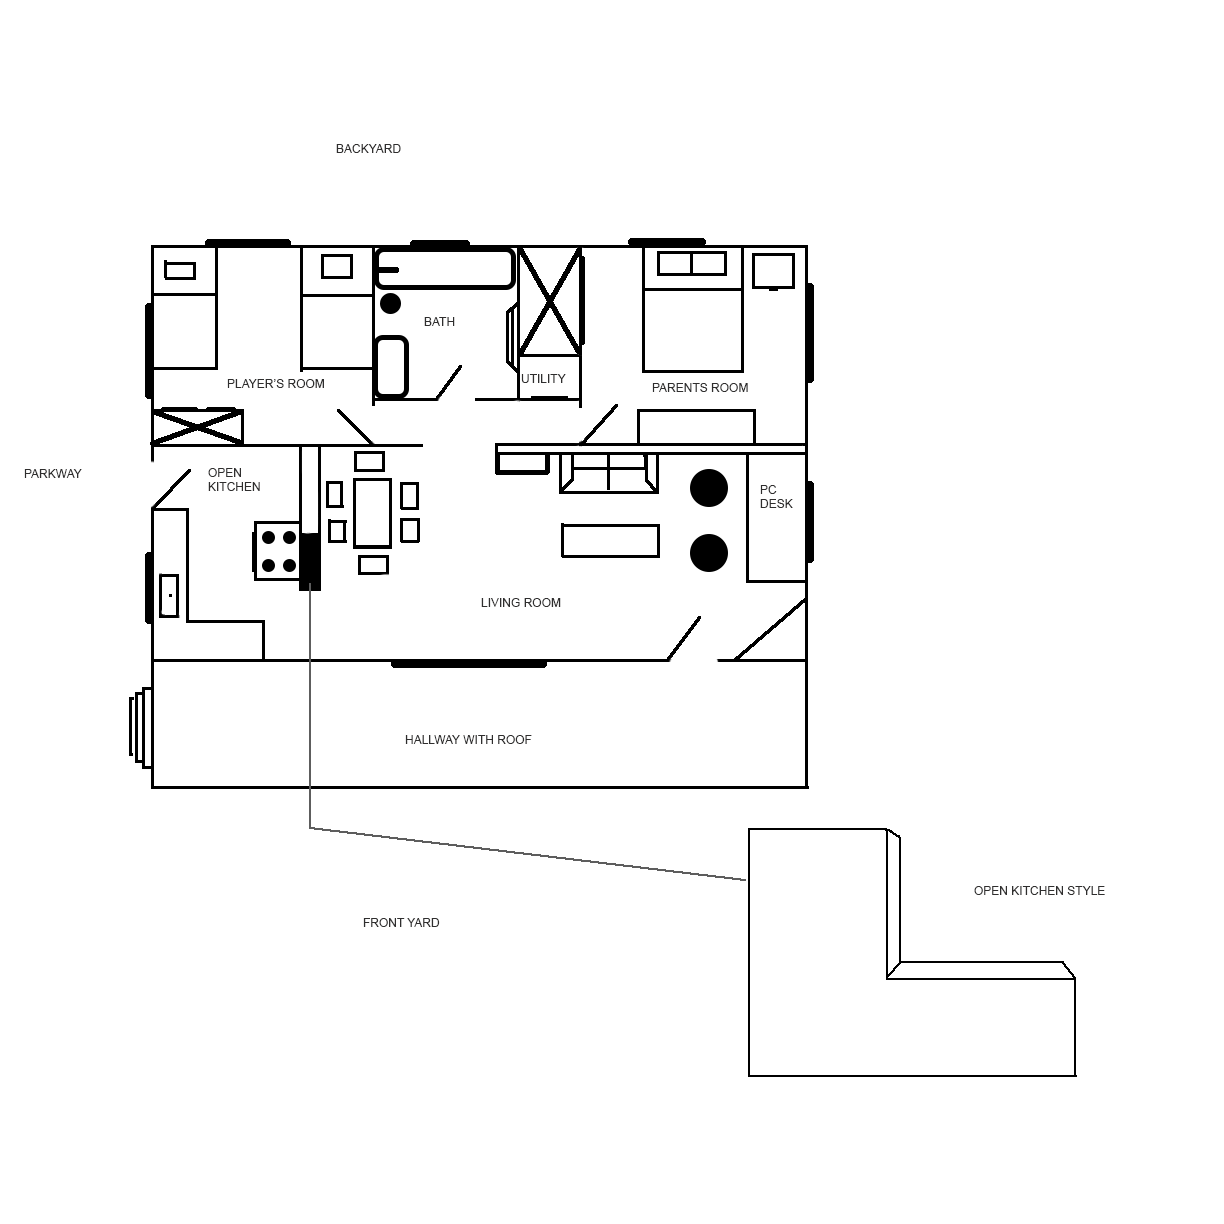 BACKYARD
BATH
UTILITY
PLAYER'S ROOM
PARENTS ROOM
PARKWAY
OPEN
KITCHEN
PC
DESK
LIVING ROOM
HALLWAY WITH ROOF
OPEN KITCHEN STYLE
FRONT YARD